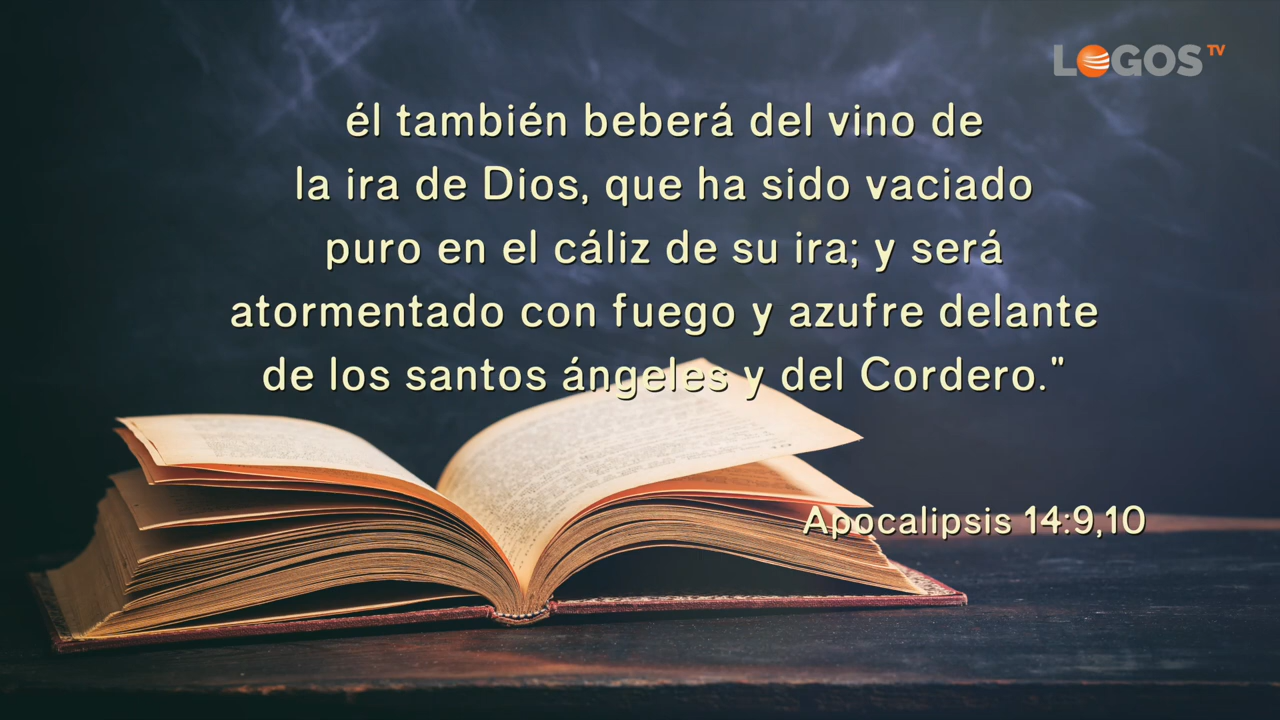 LOGOS TV
él también beberá del vino de
la ira de Dios, que ha sido vaciado
puro en el cáliz de su ira; y será
atormentado con fuego y azufre delante
de los santos ángeles y del Cordero."
Apocalipsis 14:9,10